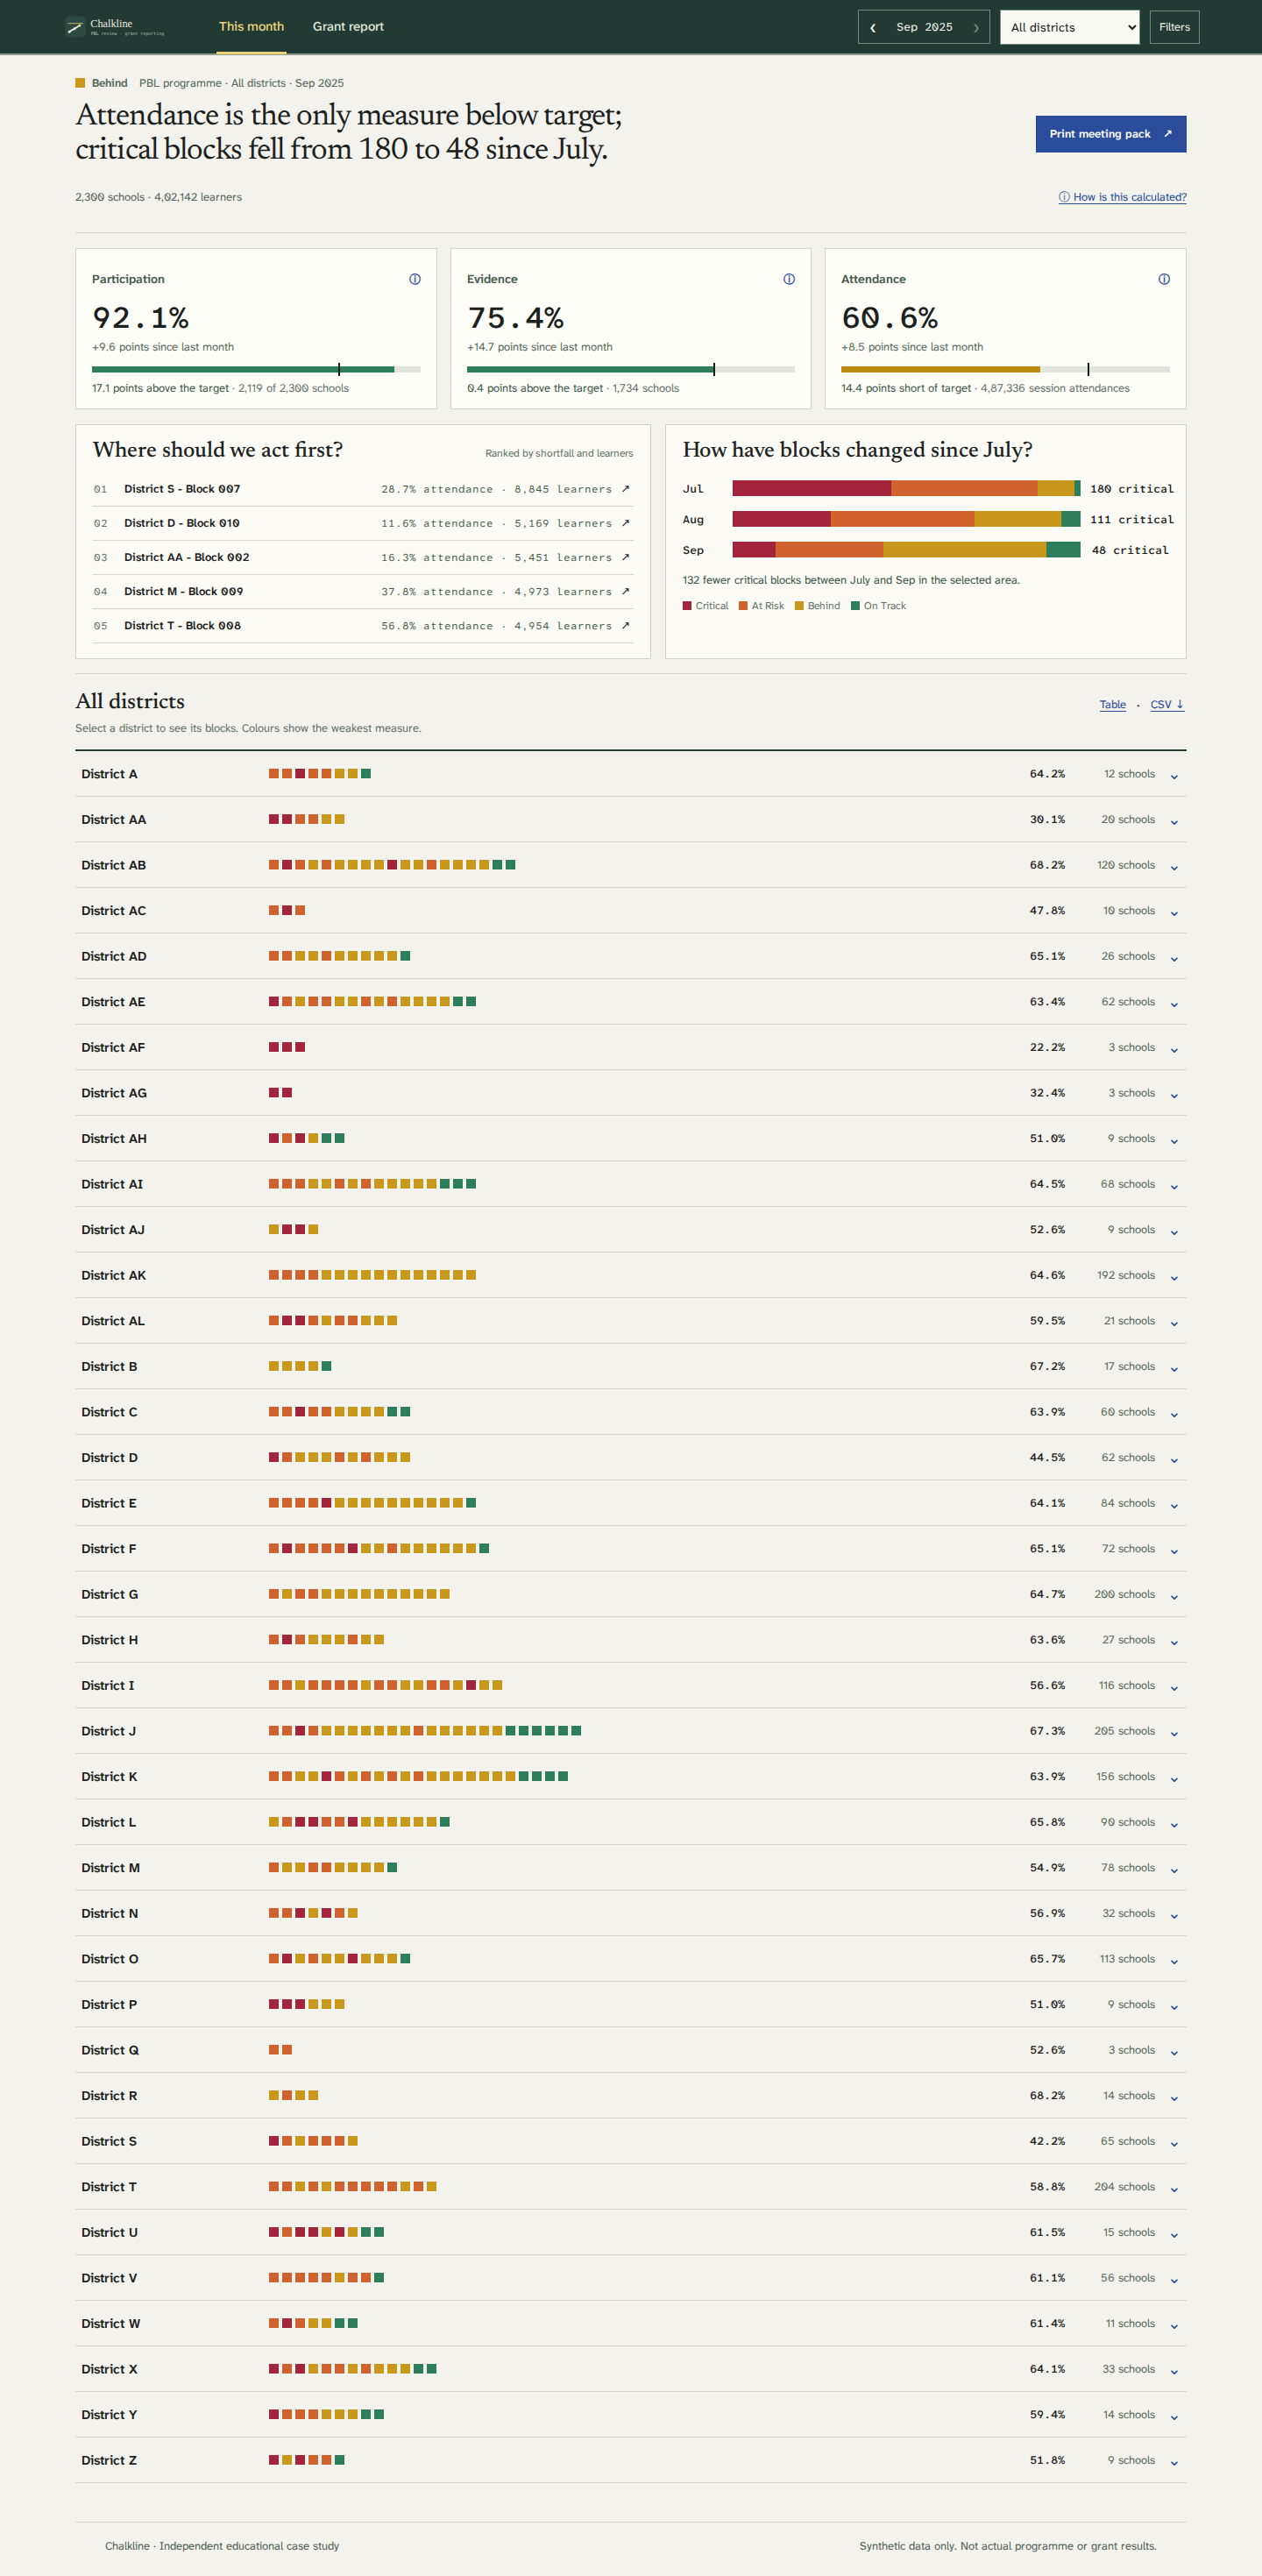 Chalkline
PBL review · grant reporting
This month
Grant report
‹ Sep 2025 ›
All districts
Filters
Behind PBL programme · All districts · Sep 2025
Attendance is the only measure below target;
critical blocks fell from 180 to 48 since July.
Print meeting pack ↗
2,300 schools · 4,02,142 learners
ⓘ How is this calculated?
Participation ⓘ
92.1%
+9.6 points since last month
17.1 points above the target · 2,119 of 2,300 schools
Evidence ⓘ
75.4%
+14.7 points since last month
0.4 points above the target · 1,734 schools
Attendance ⓘ
60.6%
+8.5 points since last month
14.4 points short of target · 4,87,336 session attendances
Where should we act first?
Ranked by shortfall and learners
01 District S - Block 007 28.7% attendance · 8,845 learners ↗
02 District D - Block 010 11.6% attendance · 5,169 learners ↗
03 District AA - Block 002 16.3% attendance · 5,451 learners ↗
04 District M - Block 009 37.8% attendance · 4,973 learners ↗
05 District T - Block 008 56.8% attendance · 4,954 learners ↗
How have blocks changed since July?
Jul 180 critical
Aug 111 critical
Sep 48 critical
132 fewer critical blocks between July and Sep in the selected area.
Critical At Risk Behind On Track
All districts
Table · CSV ↓
Select a district to see its blocks. Colours show the weakest measure.
District A 64.2% 12 schools
District AA 30.1% 20 schools
District AB 68.2% 120 schools
District AC 47.8% 10 schools
District AD 65.1% 26 schools
District AE 63.4% 62 schools
District AF 22.2% 3 schools
District AG 32.4% 3 schools
District AH 51.0% 9 schools
District AI 64.5% 68 schools
District AJ 52.6% 9 schools
District AK 64.6% 192 schools
District AL 59.5% 21 schools
District B 67.2% 17 schools
District C 63.9% 60 schools
District D 44.5% 62 schools
District E 64.1% 84 schools
District F 65.1% 72 schools
District G 64.7% 200 schools
District H 63.6% 27 schools
District I 56.6% 116 schools
District J 67.3% 205 schools
District K 63.9% 156 schools
District L 65.8% 90 schools
District M 54.9% 78 schools
District N 56.9% 32 schools
District O 65.7% 113 schools
District P 51.0% 9 schools
District Q 52.6% 3 schools
District R 68.2% 14 schools
District S 42.2% 65 schools
District T 58.8% 204 schools
District U 61.5% 15 schools
District V 61.1% 56 schools
District W 61.4% 11 schools
District X 64.1% 33 schools
District Y 59.4% 14 schools
District Z 51.8% 9 schools
Chalkline · Independent educational case study
Synthetic data only. Not actual programme or grant results.